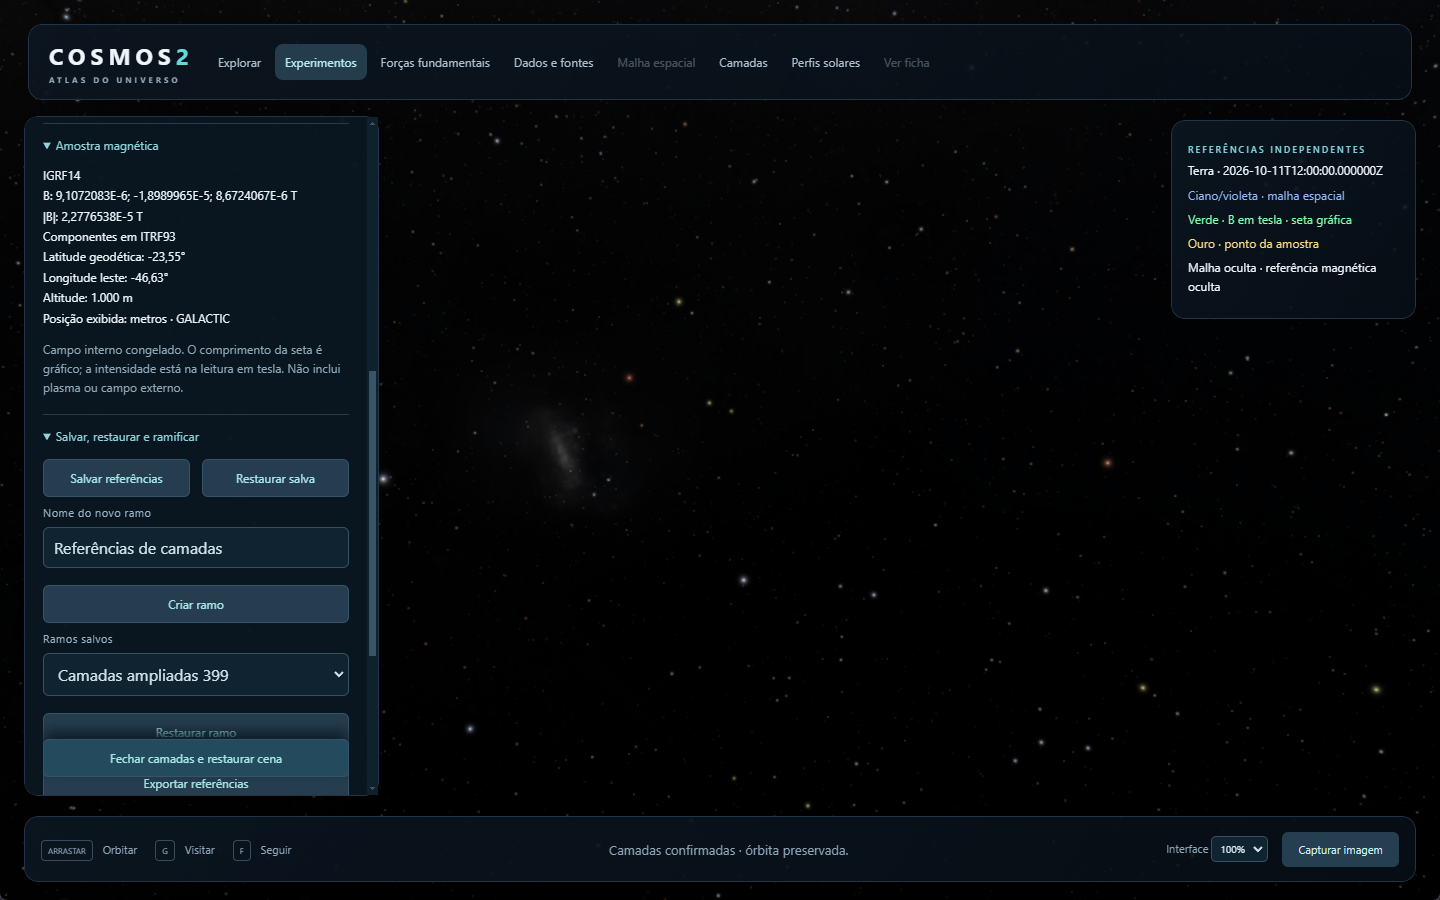 COSMOS2
ATLAS DO UNIVERSO
Explorar
Experimentos
Forças fundamentais
Dados e fontes
Malha espacial
Camadas
Perfis solares
Ver ficha
▼ Amostra magnética
IGRF14
B: 9,1072083E-6; -1,8989965E-5; 8,6724067E-6 T
|B|: 2,2776538E-5 T
Componentes em ITRF93
Latitude geodética: -23,55°
Longitude leste: -46,63°
Altitude: 1.000 m
Posição exibida: metros · GALACTIC
Campo interno congelado. O comprimento da seta é
gráfico; a intensidade está na leitura em tesla. Não inclui
plasma ou campo externo.
▼ Salvar, restaurar e ramificar
Salvar referências
Restaurar salva
Nome do novo ramo
Referências de camadas
Criar ramo
Ramos salvos
Camadas ampliadas 399
Restaurar ramo
Fechar camadas e restaurar cena
Exportar referências
REFERÊNCIAS INDEPENDENTES
Terra · 2026-10-11T12:00:00.000000Z
Ciano/violeta · malha espacial
Verde · B em tesla · seta gráfica
Ouro · ponto da amostra
Malha oculta · referência magnética
oculta
ARRASTAR Orbitar
G Visitar
F Seguir
Camadas confirmadas · órbita preservada.
Interface 100%
Capturar imagem